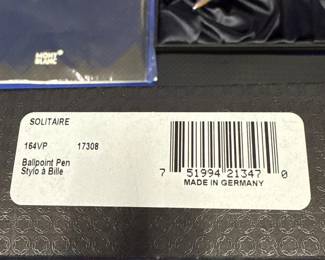 MONT
BLANC
SOLITAIRE
164VP 17308
Ballpoint Pen
Stylo à Bille
7 51994 21347 0
MADE IN GERMANY